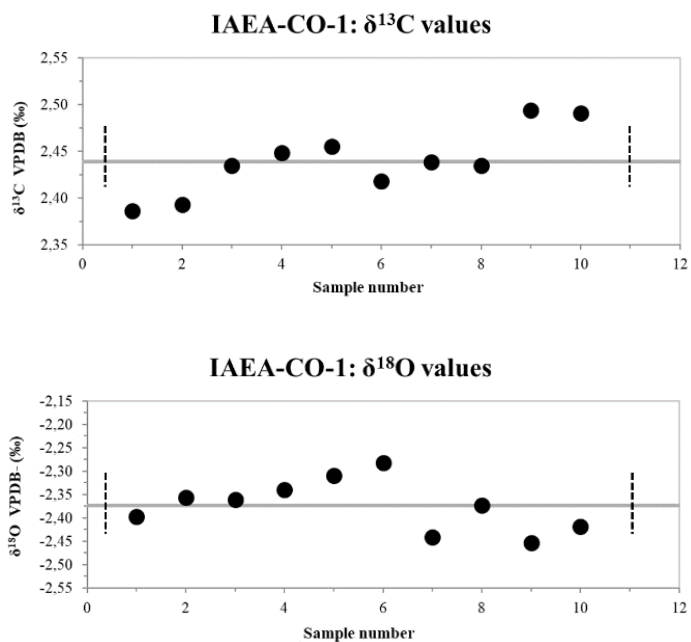 IAEA-CO-1: δ¹³C values
2,55
2,50
2,45
2,40
2,35
δ¹³C VPDB (‰)
0 2 4 6 8 10 12
Sample number
IAEA-CO-1: δ¹⁸O values
-2,15
-2,20
-2,25
-2,30
-2,35
-2,40
-2,45
-2,50
-2,55
δ¹⁸O VPDB- (‰)
0 2 4 6 8 10 12
Sample number